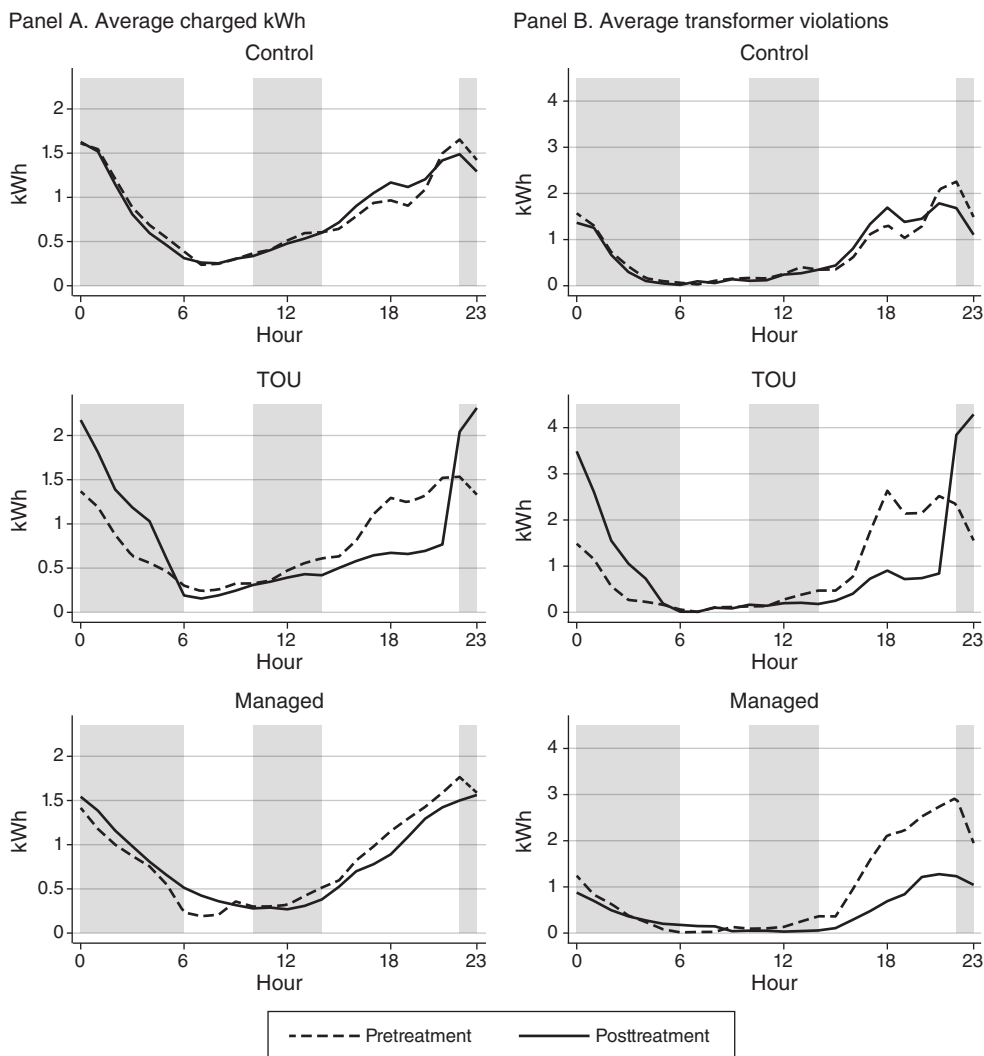 Panel A. Average charged kWh
Panel B. Average transformer violations
Control
kWh
2
1.5
1
0.5
0
0 6 12 18 23
Hour
Control
kWh
4
3
2
1
0
0 6 12 18 23
Hour
TOU
kWh
2
1.5
1
0.5
0
0 6 12 18 23
Hour
TOU
kWh
4
3
2
1
0
0 6 12 18 23
Hour
Managed
kWh
2
1.5
1
0.5
0
0 6 12 18 23
Hour
Managed
kWh
4
3
2
1
0
0 6 12 18 23
Hour
Pretreatment Posttreatment